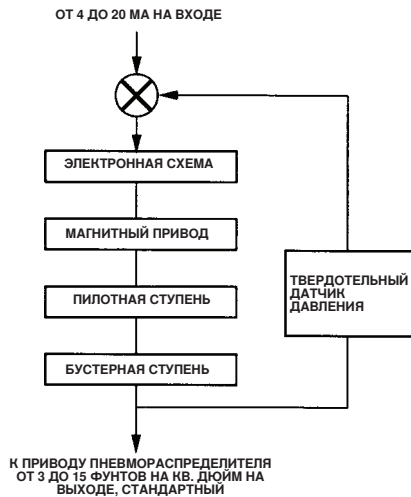 ОТ 4 ДО 20 МА НА ВХОДЕ
ЭЛЕКТРОННАЯ СХЕМА
МАГНИТНЫЙ ПРИВОД
ПИЛОТНАЯ СТУПЕНЬ
БУСТЕРНАЯ СТУПЕНЬ
ТВЕРДОТЕЛЬНЫЙ
ДАТЧИК
ДАВЛЕНИЯ
К ПРИВОДУ ПНЕВМОРАСПРЕДЕЛИТЕЛЯ
ОТ 3 ДО 15 ФУНТОВ НА КВ. ДЮЙМ НА
ВЫХОДЕ, СТАНДАРТНЫЙ